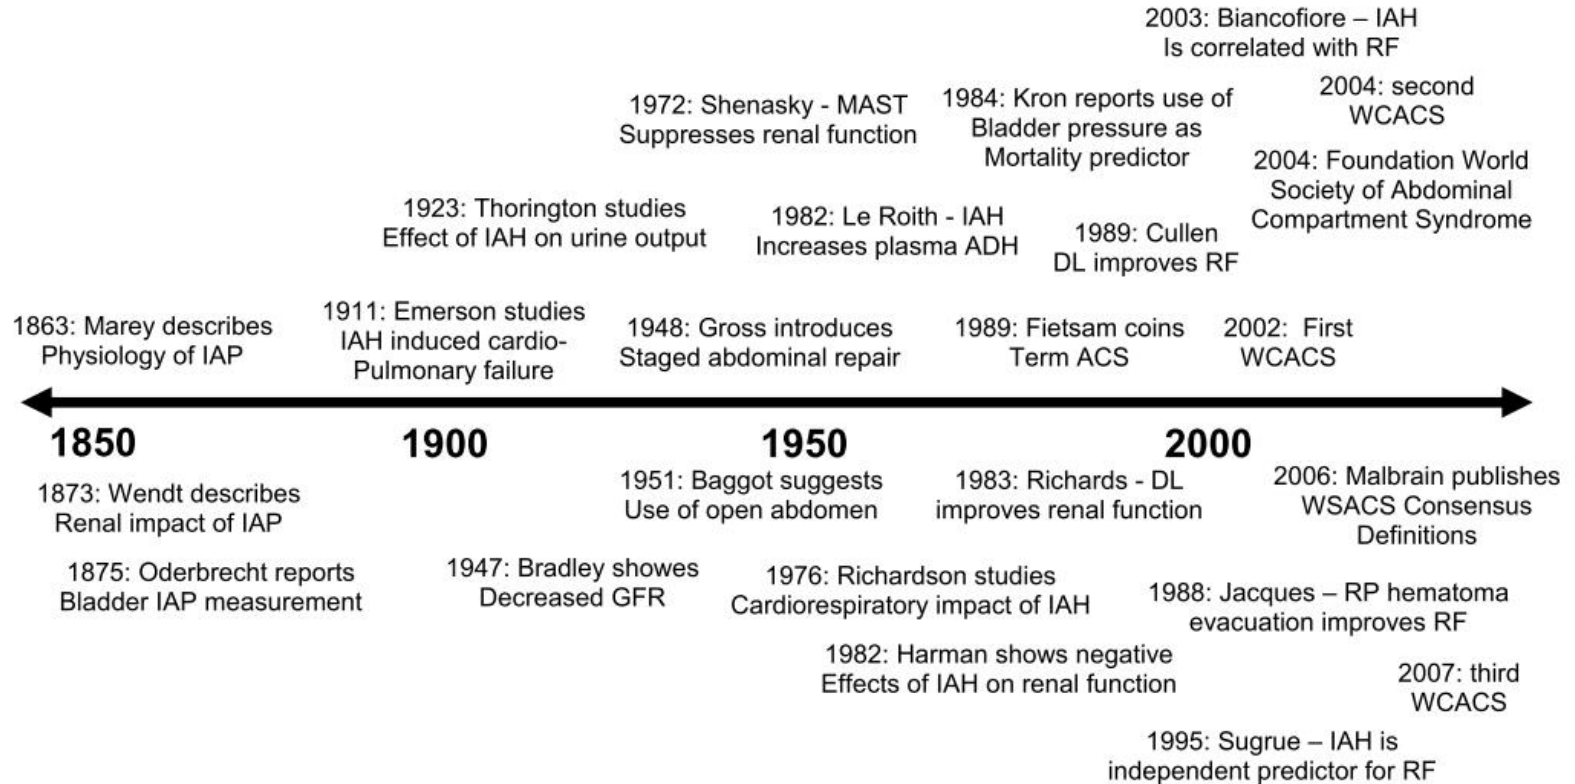 2003: Biancofiore – IAH
Is correlated with RF
1972: Shenasky - MAST
Suppresses renal function
1984: Kron reports use of
Bladder pressure as
Mortality predictor
2004: second
WCACS
2004: Foundation World
Society of Abdominal
Compartment Syndrome
1923: Thorington studies
Effect of IAH on urine output
1982: Le Roith - IAH
Increases plasma ADH
1989: Cullen
DL improves RF
1863: Marey describes
Physiology of IAP
1911: Emerson studies
IAH induced cardio-
Pulmonary failure
1948: Gross introduces
Staged abdominal repair
1989: Fietsam coins
Term ACS
2002: First
WCACS
1850
1900
1950
2000
1873: Wendt describes
Renal impact of IAP
1951: Baggot suggests
Use of open abdomen
1983: Richards - DL
improves renal function
2006: Malbrain publishes
WSACS Consensus
Definitions
1875: Oderbrecht reports
Bladder IAP measurement
1947: Bradley showes
Decreased GFR
1976: Richardson studies
Cardiorespiratory impact of IAH
1988: Jacques – RP hematoma
evacuation improves RF
1982: Harman shows negative
Effects of IAH on renal function
2007: third
WCACS
1995: Sugrue – IAH is
independent predictor for RF